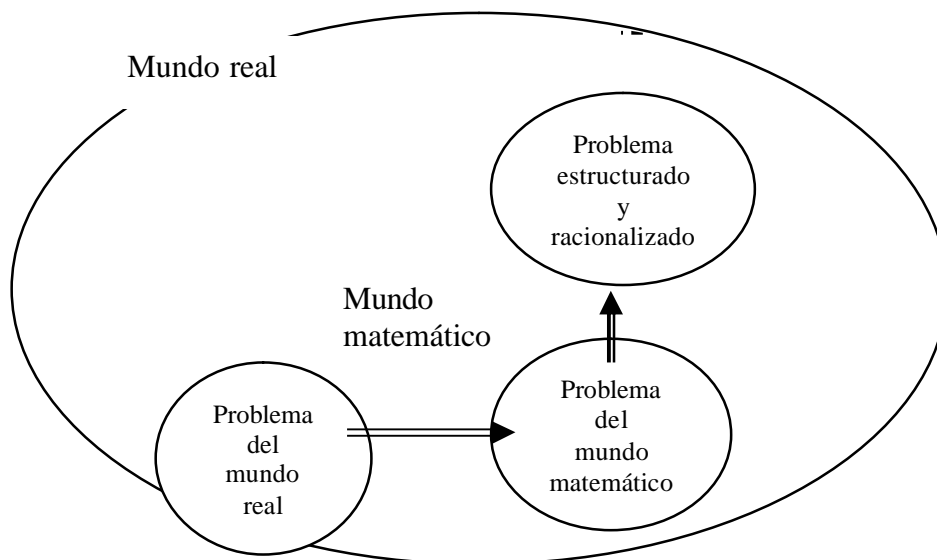 Mundo real
Problema
estructurado
y
racionalizado
Mundo
matemático
Problema
del
mundo
real
Problema
del
mundo
matemático